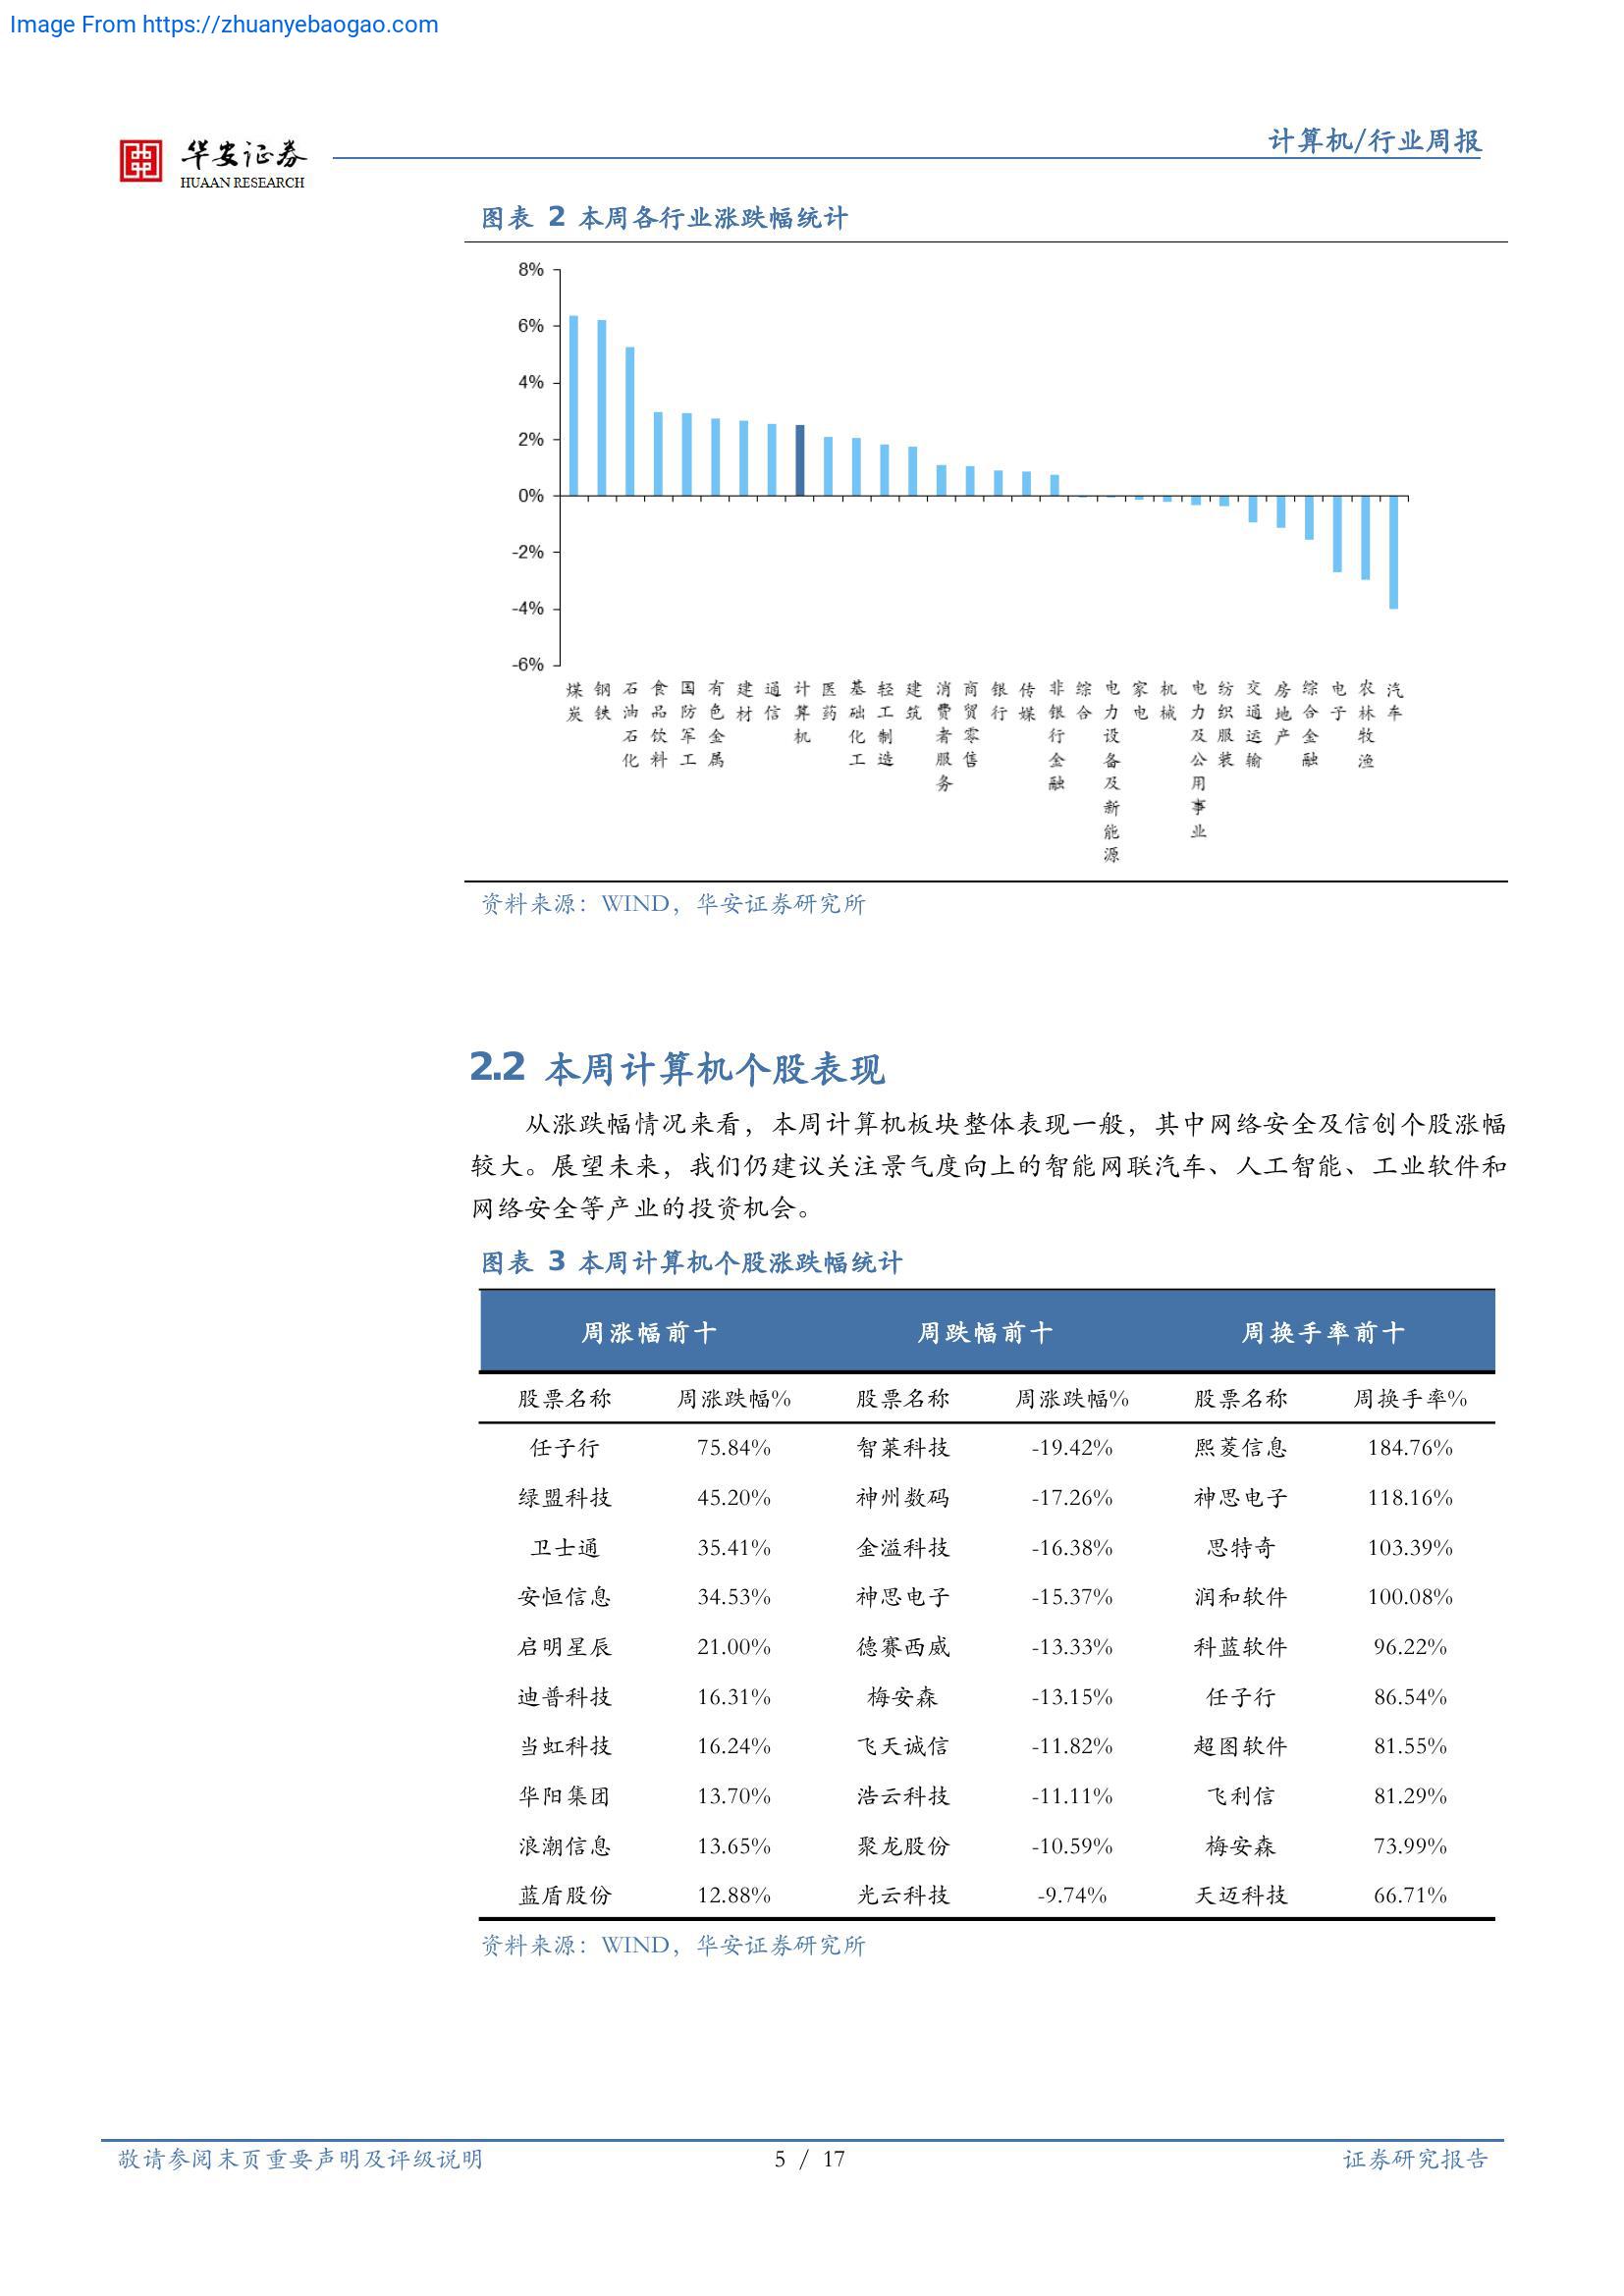 Image From https://zhuanyebaogao.com
华安证券
HUAAN RESEARCH
计算机/行业周报
图表 2 本周各行业涨跌幅统计
8%
6%
4%
2%
0%
-2%
-4%
-6%
煤炭
钢铁
石油石化
食品饮料
国防军工
有色金属
建材
通信
计算机
医药
基础化工
轻工制造
建筑
消费者服务
商贸零售
银行
传媒
非银行金融
综合
电力设备及新能源
家电
机械
电力及公用事业
纺织服装
交通运输
房地产
综合金融
电子
农林牧渔
汽车
资料来源：WIND，华安证券研究所
2.2 本周计算机个股表现
从涨跌幅情况来看，本周计算机板块整体表现一般，其中网络安全及信创个股涨幅
较大。展望未来，我们仍建议关注景气度向上的智能网联汽车、人工智能、工业软件和
网络安全等产业的投资机会。
图表 3 本周计算机个股涨跌幅统计
周涨幅前十 周跌幅前十 周换手率前十
股票名称 周涨跌幅% 股票名称 周涨跌幅% 股票名称 周换手率%
任子行 75.84% 智莱科技 -19.42% 熙菱信息 184.76%
绿盟科技 45.20% 神州数码 -17.26% 神思电子 118.16%
卫士通 35.41% 金溢科技 -16.38% 思特奇 103.39%
安恒信息 34.53% 神思电子 -15.37% 润和软件 100.08%
启明星辰 21.00% 德赛西威 -13.33% 科蓝软件 96.22%
迪普科技 16.31% 梅安森 -13.15% 任子行 86.54%
当虹科技 16.24% 飞天诚信 -11.82% 超图软件 81.55%
华阳集团 13.70% 浩云科技 -11.11% 飞利信 81.29%
浪潮信息 13.65% 聚龙股份 -10.59% 梅安森 73.99%
蓝盾股份 12.88% 光云科技 -9.74% 天迈科技 66.71%
资料来源：WIND，华安证券研究所
敬请参阅末页重要声明及评级说明 5 / 17 证券研究报告